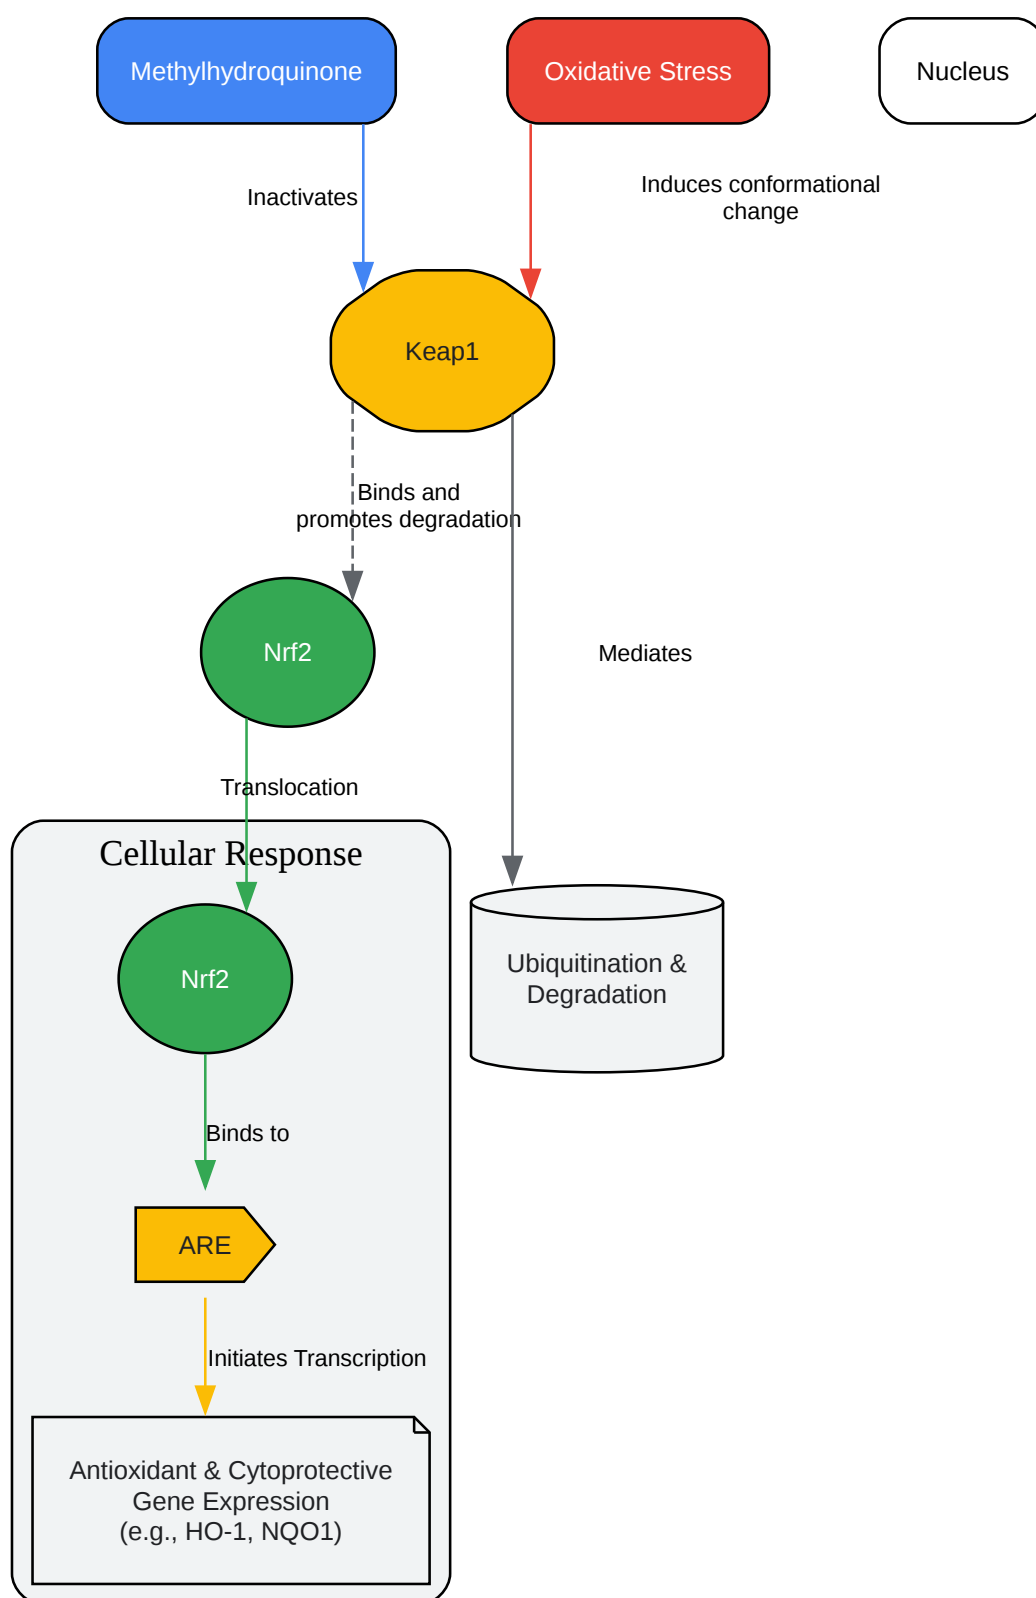 Methylhydroquinone
Oxidative Stress
Nucleus
Inactivates
Induces conformational
change
Keap1
Binds and
promotes degradation
Nrf2
Mediates
Translocation
Cellular Response
Nrf2
Ubiquitination &
Degradation
Binds to
ARE
Initiates Transcription
Antioxidant & Cytoprotective
Gene Expression
(e.g., HO-1, NQO1)